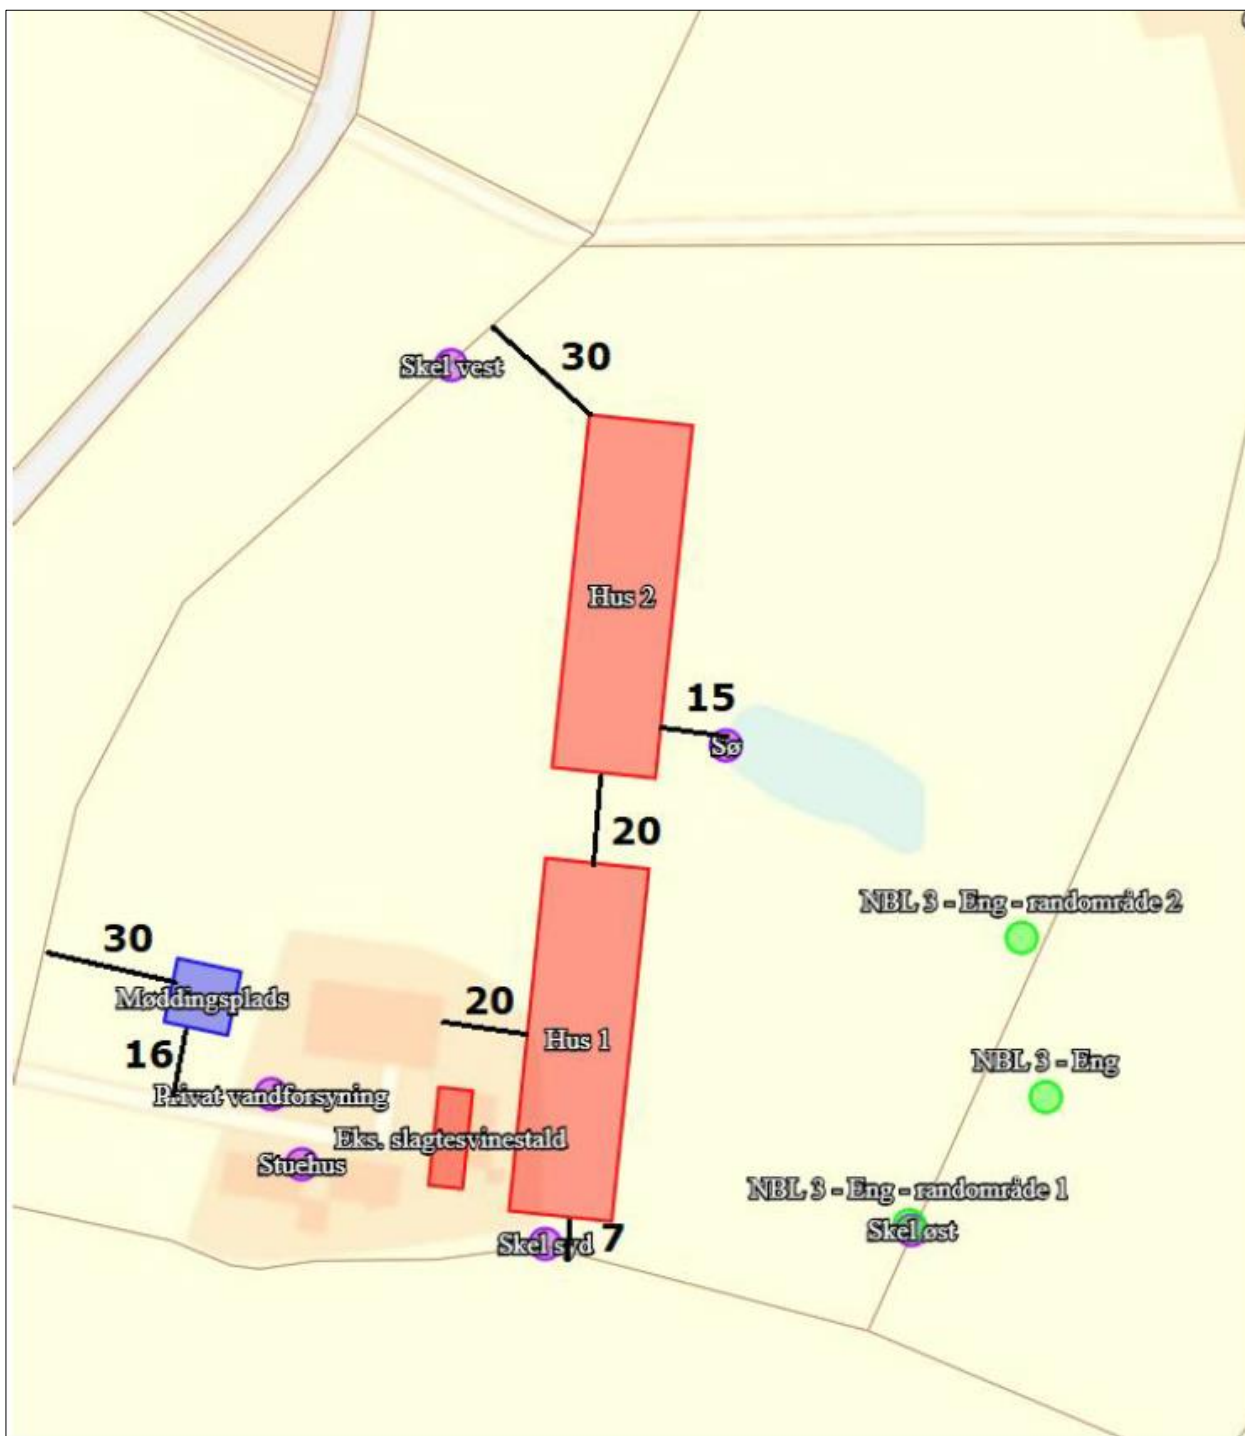 Skel vest
30
Hus 2
15
Sø
20
NBL 3 - Eng - randområde 2
30
Møddingsplads
20
Hus 1
16
NBL 3 - Eng
Privat vandforsyning
Eks. slagtesvinestald
Stuehus
NBL 3 - Eng - randområde 1
Skel øst
Skel syd
7